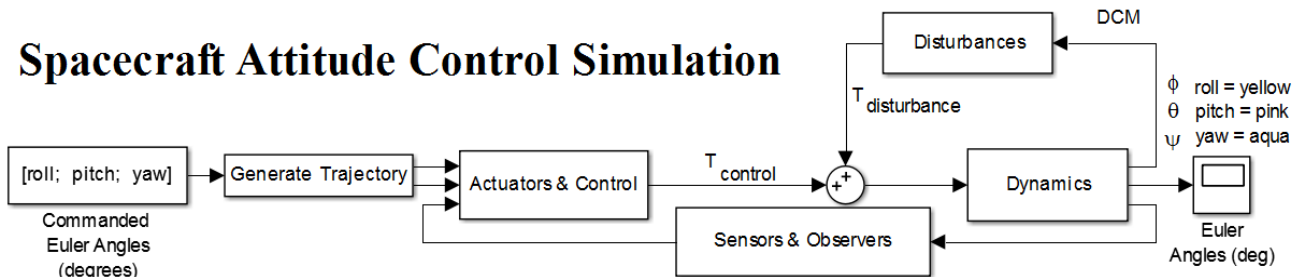 Spacecraft Attitude Control Simulation
Disturbances
DCM
T disturbance
ϕ roll = yellow
θ pitch = pink
ψ yaw = aqua
[roll; pitch; yaw]
Generate Trajectory
Actuators & Control
T control
++
Dynamics
Commanded
Euler Angles
(degrees)
Sensors & Observers
Euler
Angles (deg)